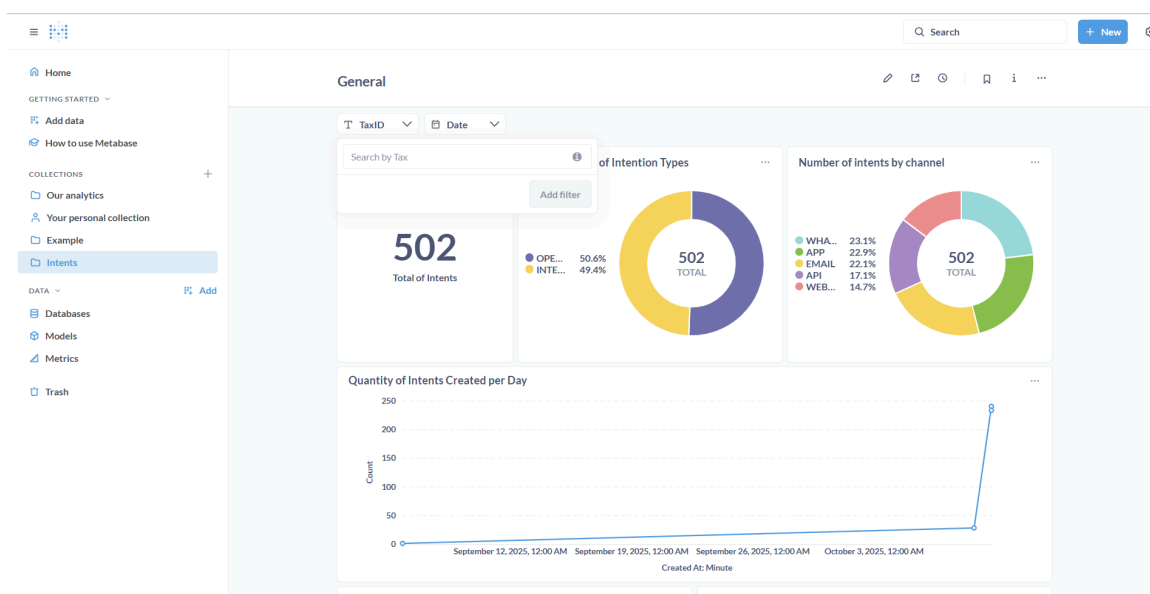 Search
+ New
Home
GETTING STARTED
Add data
How to use Metabase
COLLECTIONS
Our analytics
Your personal collection
Example
Intents
DATA
Add
Databases
Models
Metrics
Trash
General
TaxID
Date
Search by Tax
Add filter
502
Total of Intents
of Intention Types
OPE... 50.6%
INTE... 49.4%
502
TOTAL
Number of intents by channel
WHA... 23.1%
APP 22.9%
EMAIL 22.1%
API 17.1%
WEB... 14.7%
502
TOTAL
Quantity of Intents Created per Day
250
200
150
100
50
0
Count
September 12, 2025, 12:00 AM
September 19, 2025, 12:00 AM
September 26, 2025, 12:00 AM
October 3, 2025, 12:00 AM
Created At: Minute